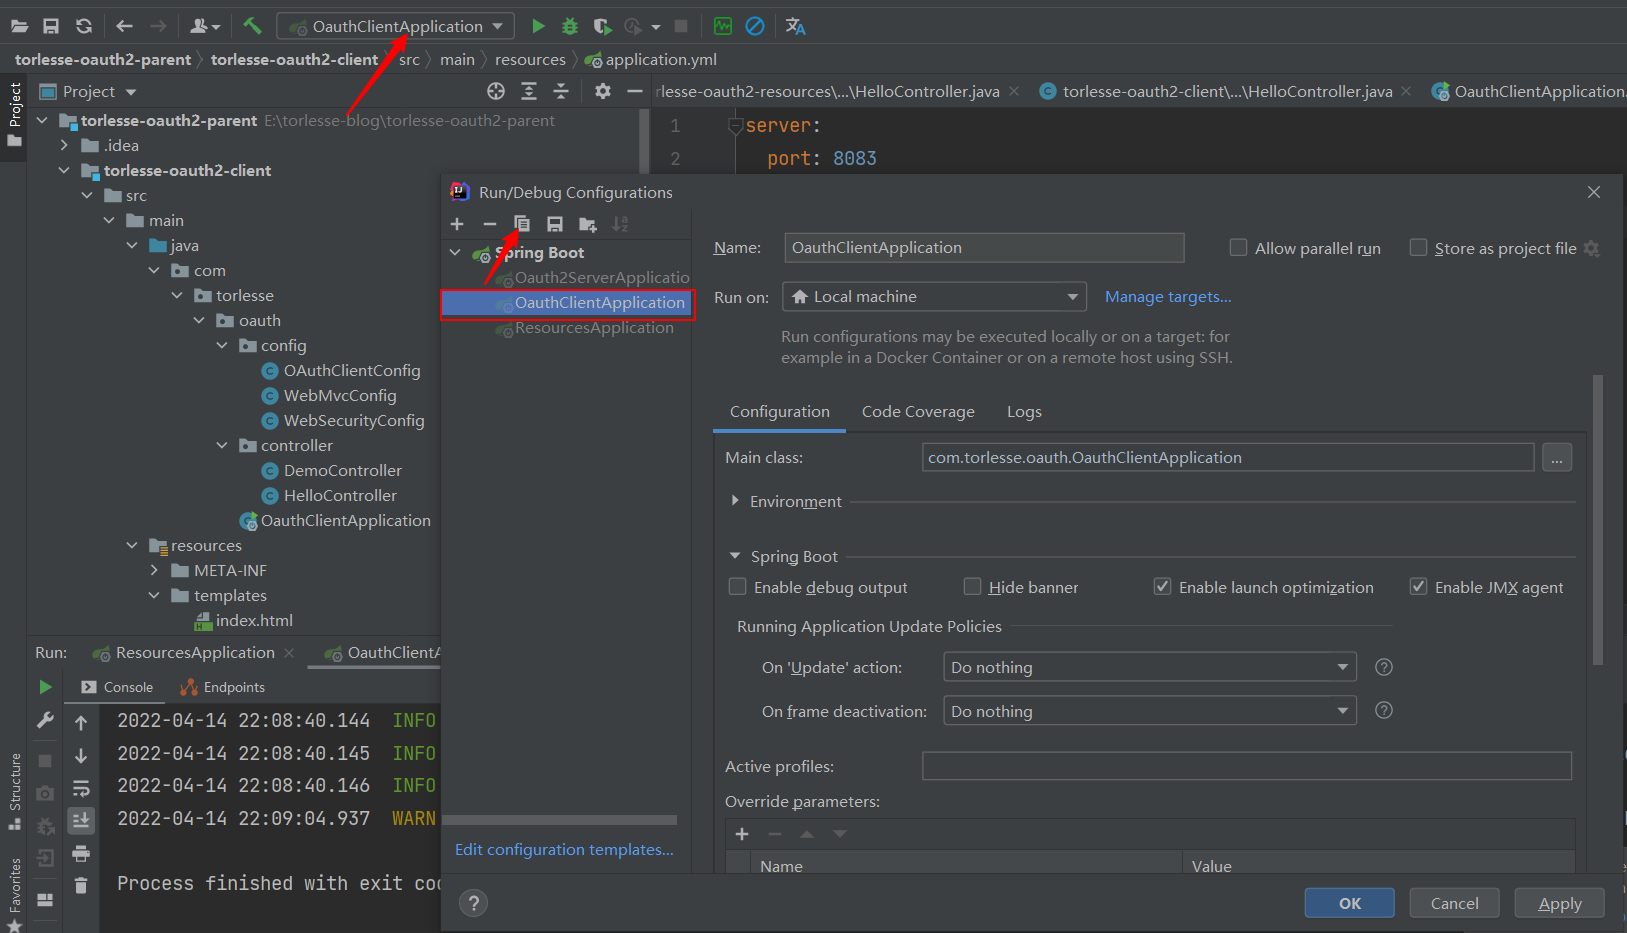 OauthClientApplication
torlesse-oauth2-parent
torlesse-oauth2-client
src
main
resources
application.yml
Project
Project
rlesse-oauth2-resources\...\HelloController.java
torlesse-oauth2-client\...\HelloController.java
OauthClientApplication.
torlesse-oauth2-parent E:\torlesse-blog\torlesse-oauth2-parent
.idea
torlesse-oauth2-client
src
main
java
com
torlesse
oauth
config
OAuthClientConfig
WebMvcConfig
WebSecurityConfig
controller
DemoController
HelloController
OauthClientApplication
resources
META-INF
templates
index.html
1 server:
2 port: 8083
Run/Debug Configurations
Spring Boot
Oauth2ServerApplicatio
OauthClientApplication
ResourcesApplication
Edit configuration templates...
Name: OauthClientApplication
Allow parallel run
Store as project file
Run on: Local machine
Manage targets...
Run configurations may be executed locally or on a target: for
example in a Docker Container or on a remote host using SSH.
Configuration Code Coverage Logs
Main class: com.torlesse.oauth.OauthClientApplication ...
Environment
Spring Boot
Enable debug output
Hide banner
Enable launch optimization
Enable JMX agent
Running Application Update Policies
On 'Update' action: Do nothing ?
On frame deactivation: Do nothing ?
Active profiles:
Override parameters:
Name Value
? OK Cancel Apply
Run: ResourcesApplication OauthClientA
Console Endpoints
2022-04-14 22:08:40.144 INFO
2022-04-14 22:08:40.145 INFO
2022-04-14 22:08:40.146 INFO
2022-04-14 22:09:04.937 WARN
Process finished with exit co
Structure
Favorites